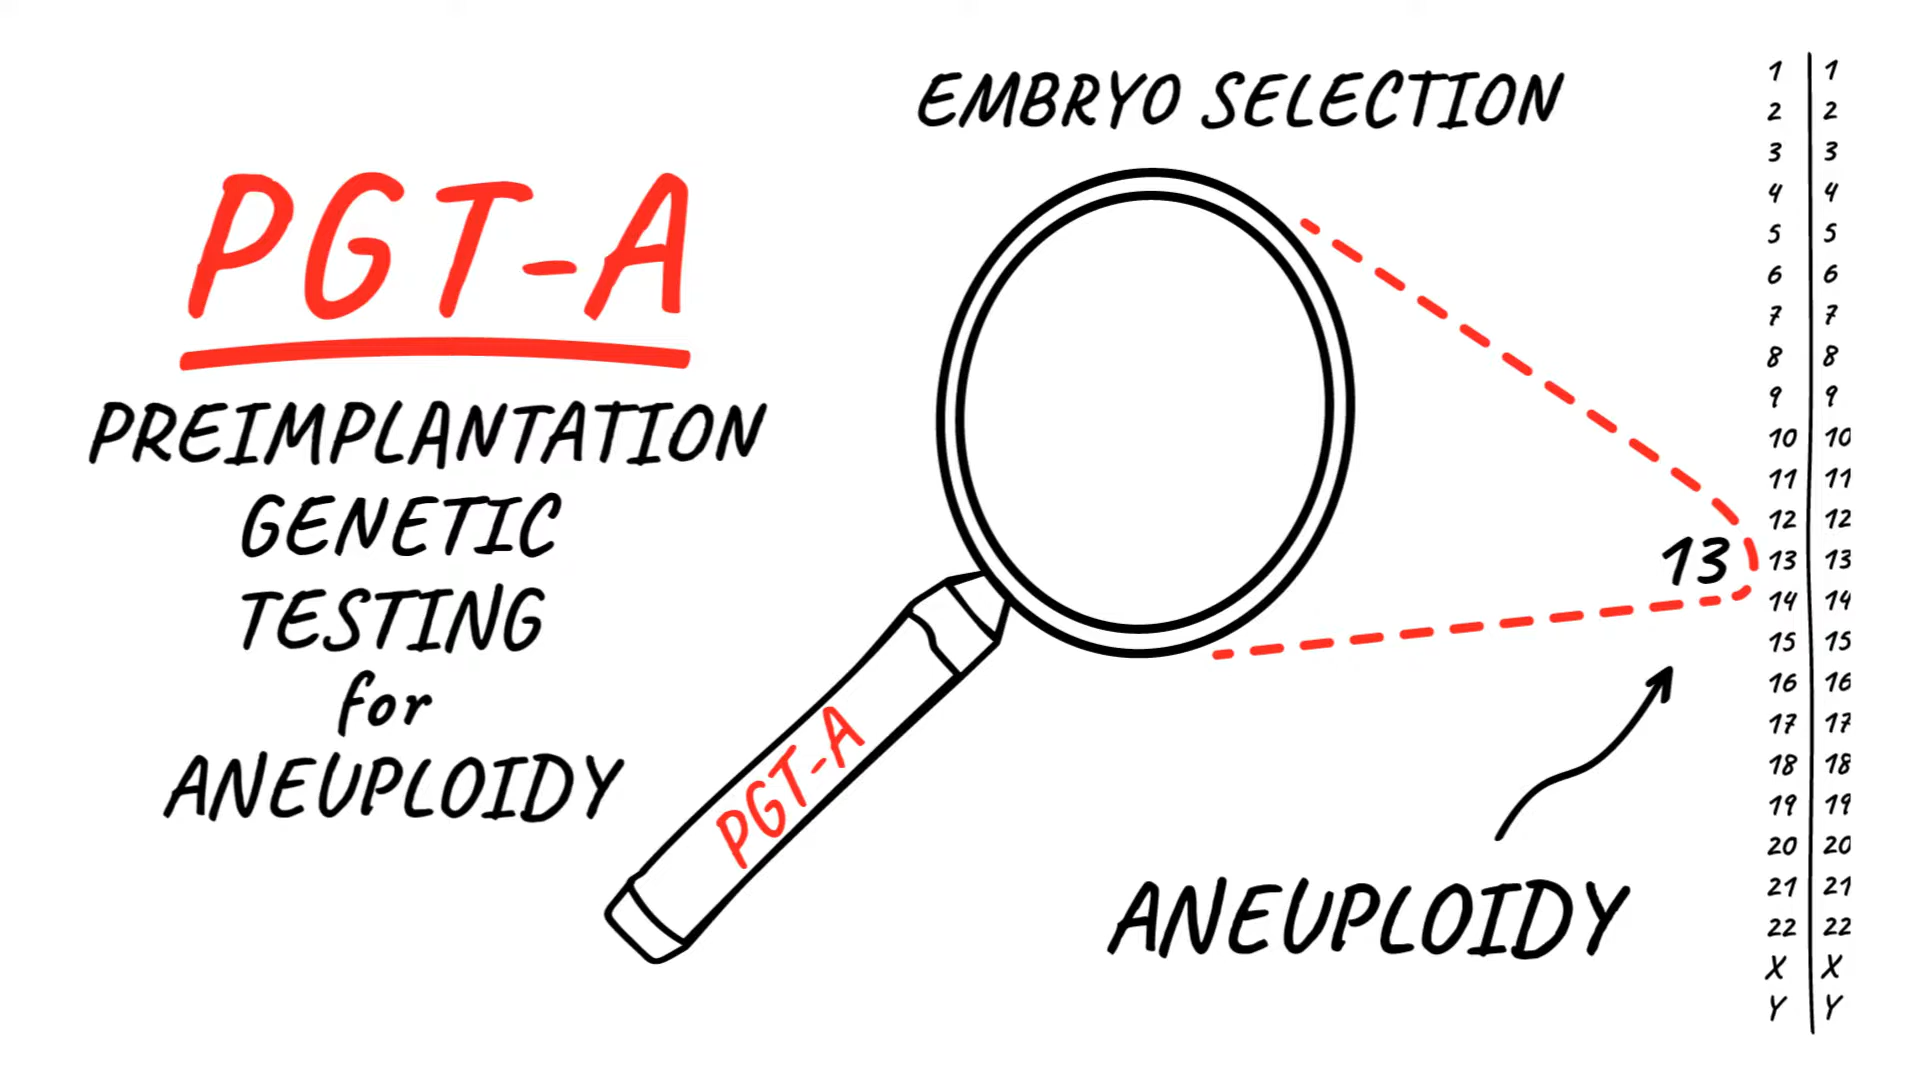 PGT-A
PREIMPLANTATION
GENETIC
TESTING
for
ANEUPLOIDY
EMBRYO SELECTION
PGT-A
13
ANEUPLOIDY
1 1
2 2
3 3
4 4
5 5
6 6
7 7
8 8
9 9
10 10
11 11
12 12
13 13
14 14
15 15
16 16
17 17
18 18
19 19
20 20
21 21
22 22
X X
Y Y